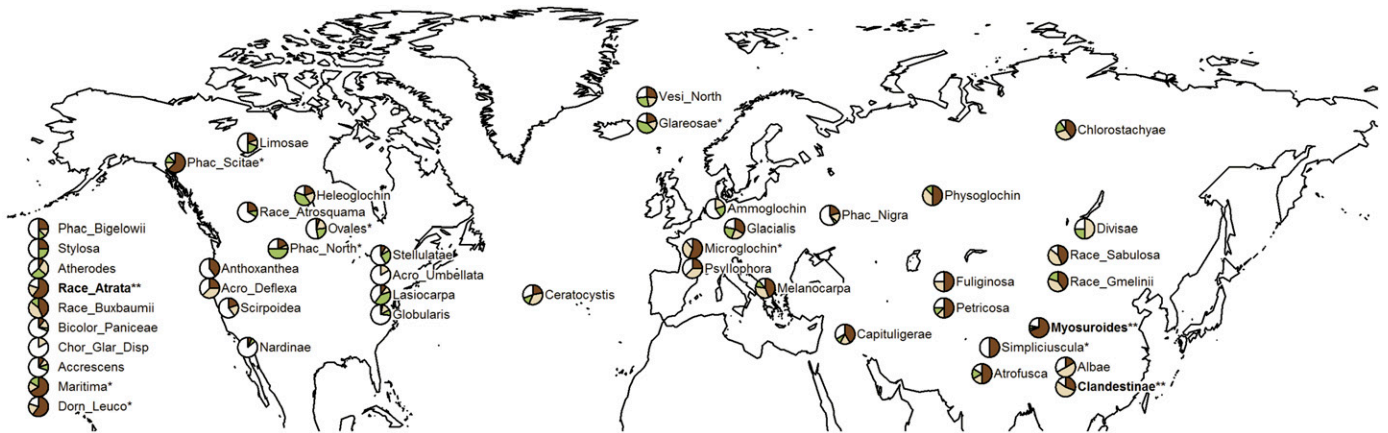 Vesi_North
Glareosae*
Chlorostachyae
Limosae
Phac_Scitae*
Heleoglochin
Physoglochin
Race_Atrosquama
Ammoglochin
Phac_Nigra
Phac_Bigelowii
Ovales*
Glacialis
Divisae
Stylosa
Phac_North*
Microglochin*
Stellulatae
Race_Sabulosa
Atherodes
Anthoxanthea
Acro_Umbellata
Psyllophora
Race_Atrata**
Acro_Deflexa
Melanocarpa
Fuliginosa
Race_Gmelinii
Lasiocarpa
Ceratocystis
Race_Buxbaumii
Scirpoidea
Petricosa
Globularis
Bicolor_Paniceae
Myosuroides**
Capituligerae
Chor_Glar_Disp
Nardinae
Simpliciuscula*
Accrescens
Albae
Atrofusca
Maritima*
Clandestinae**
Dorn_Leuco*